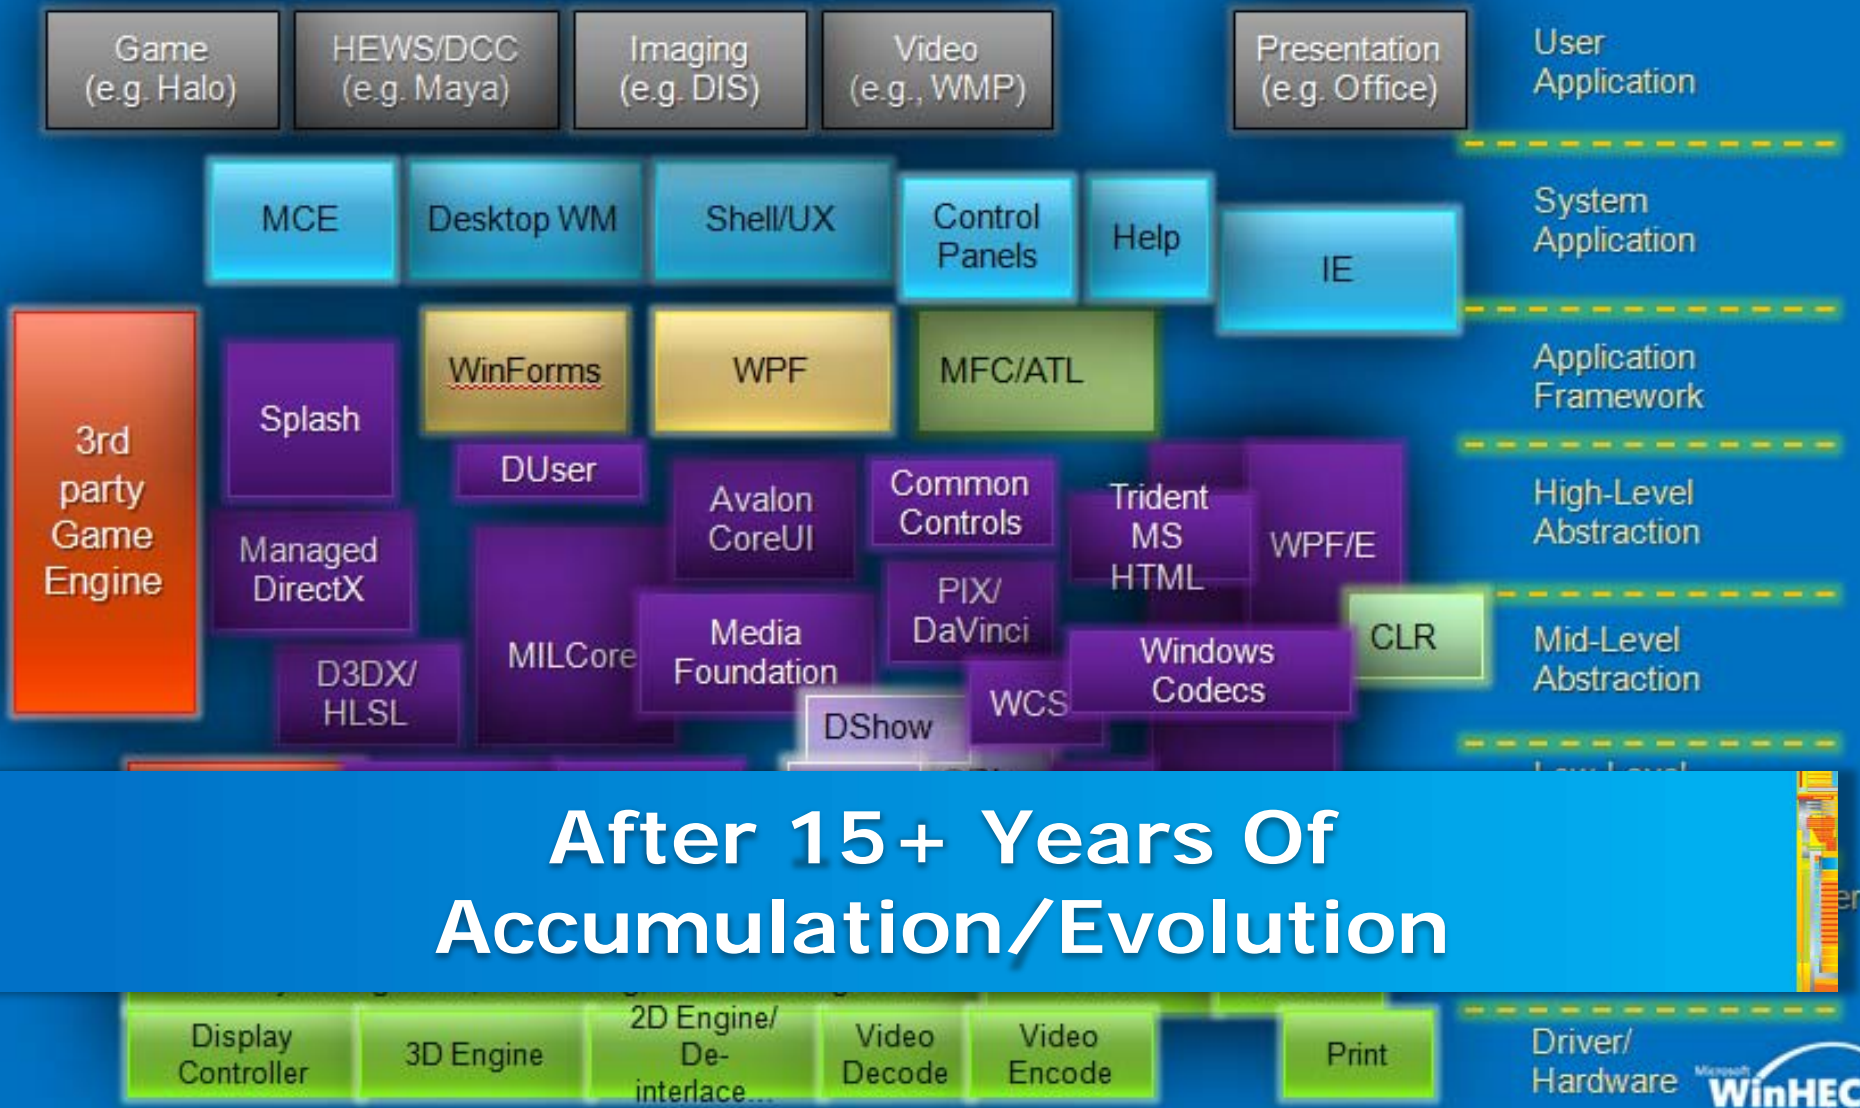 Game
(e.g. Halo)
HEWS/DCC
(e.g. Maya)
Imaging
(e.g. DIS)
Video
(e.g., WMP)
Presentation
(e.g. Office)
User
Application
MCE
Desktop WM
Shell/UX
Control
Panels
Help
IE
System
Application
3rd
party
Game
Engine
Splash
WinForms
WPF
MFC/ATL
Application
Framework
DUser
Avalon
CoreUI
Common
Controls
Trident
MS
HTML
WPF/E
High-Level
Abstraction
Managed
DirectX
MILCore
Media
Foundation
PIX/
DaVinci
Windows
Codecs
CLR
Mid-Level
Abstraction
D3DX/
HLSL
DShow
WCS
After 15+ Years Of
Accumulation/Evolution
Display
Controller
3D Engine
2D Engine/
De-
interlace...
Video
Decode
Video
Encode
Print
Driver/
Hardware
Microsoft
WinHEC